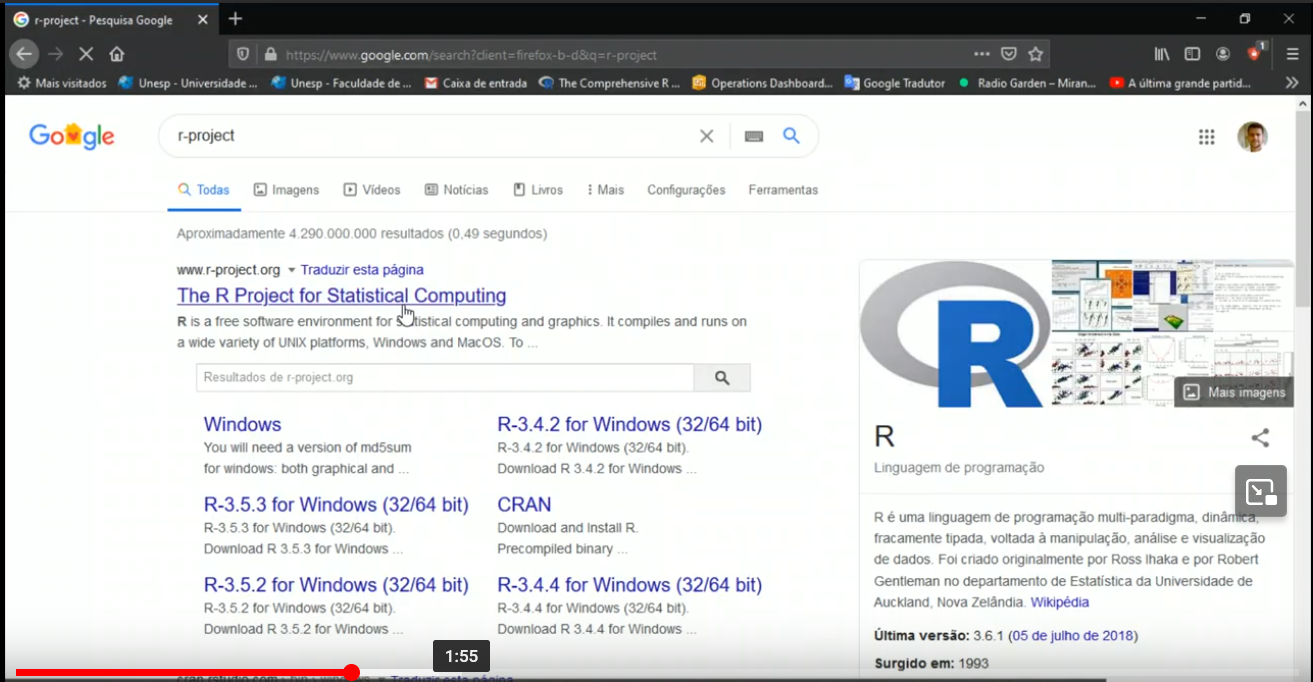 r-project - Pesquisa Google
https://www.google.com/search?client=firefox-b-d&q=r-project
1
Mais visitados
Unesp - Universidade ...
Unesp - Faculdade de ...
Caixa de entrada
The Comprehensive R ...
Operations Dashboard...
Google Tradutor
Radio Garden – Miran...
A última grande partid...
Google
r-project
Todas
Imagens
Vídeos
Notícias
Livros
Mais
Configurações
Ferramentas
Aproximadamente 4.290.000.000 resultados (0,49 segundos)
www.r-project.org
Traduzir esta página
The R Project for Statistical Computing
R is a free software environment for statistical computing and graphics. It compiles and runs on
a wide variety of UNIX platforms, Windows and MacOS. To ...
Resultados de r-project.org
Windows
You will need a version of md5sum
for windows: both graphical and ...
R-3.4.2 for Windows (32/64 bit)
R-3.4.2 for Windows (32/64 bit).
Download R 3.4.2 for Windows ...
R-3.5.3 for Windows (32/64 bit)
R-3.5.3 for Windows (32/64 bit).
Download R 3.5.3 for Windows ...
CRAN
Download and Install R.
Precompiled binary ...
R-3.5.2 for Windows (32/64 bit)
R-3.5.2 for Windows (32/64 bit).
Download R 3.5.2 for Windows ...
R-3.4.4 for Windows (32/64 bit)
R-3.4.4 for Windows (32/64 bit).
Download R 3.4.4 for Windows ...
1:55
Traduzir esta página
R
Mais imagens
R
Linguagem de programação
R é uma linguagem de programação multi-paradigma, dinâmica,
fracamente tipada, voltada à manipulação, análise e visualização
de dados. Foi criado originalmente por Ross Ihaka e por Robert
Gentleman no departamento de Estatística da Universidade de
Auckland, Nova Zelândia. Wikipédia
Última versão: 3.6.1 (05 de julho de 2018)
Surgido em: 1993